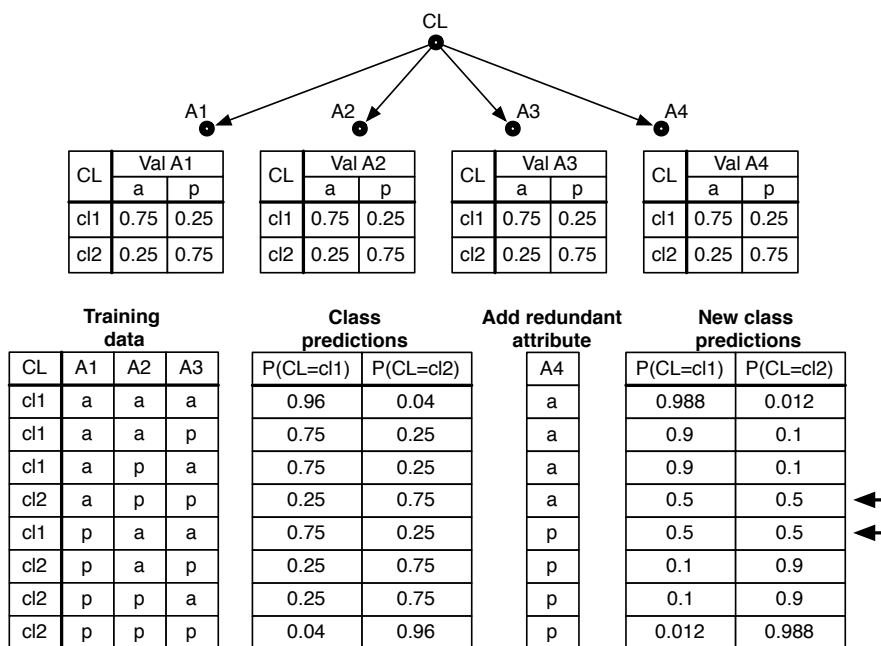 CL
A1 A2 A3 A4
CL Val A1 CL Val A2 CL Val A3 CL Val A4
a p a p a p a p
cl1 0.75 0.25 cl1 0.75 0.25 cl1 0.75 0.25 cl1 0.75 0.25
cl2 0.25 0.75 cl2 0.25 0.75 cl2 0.25 0.75 cl2 0.25 0.75
Training Class Add redundant New class
data predictions attribute predictions
CL A1 A2 A3 P(CL=cl1) P(CL=cl2) A4 P(CL=cl1) P(CL=cl2)
cl1 a a a 0.96 0.04 a 0.988 0.012
cl1 a a p 0.75 0.25 a 0.9 0.1
cl1 a p a 0.75 0.25 a 0.9 0.1
cl2 a p p 0.25 0.75 a 0.5 0.5
cl1 p a a 0.75 0.25 p 0.5 0.5
cl2 p a p 0.25 0.75 p 0.1 0.9
cl2 p p a 0.25 0.75 p 0.1 0.9
cl2 p p p 0.04 0.96 p 0.012 0.988